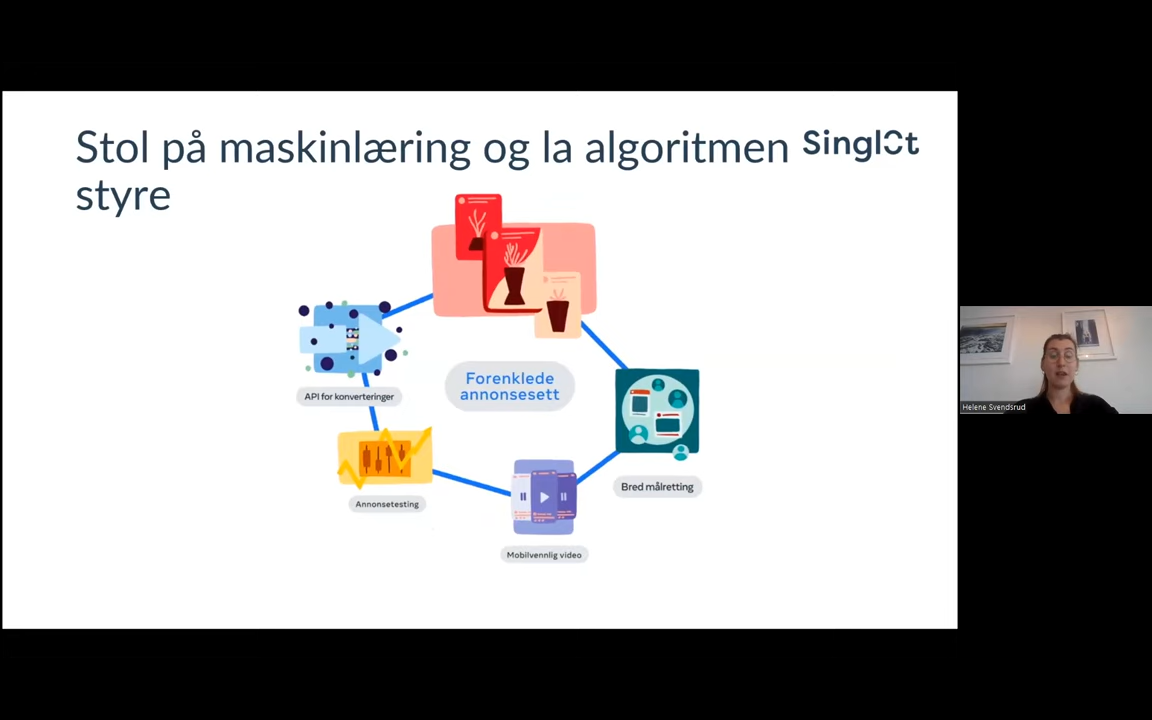 Stol på maskinlæring og la algoritmen
styre
Singlot
Forenklede
annonsesett
API for konverteringer
Annonsetesting
Bred målretting
Mobilvennlig video
Helene Svendsrud